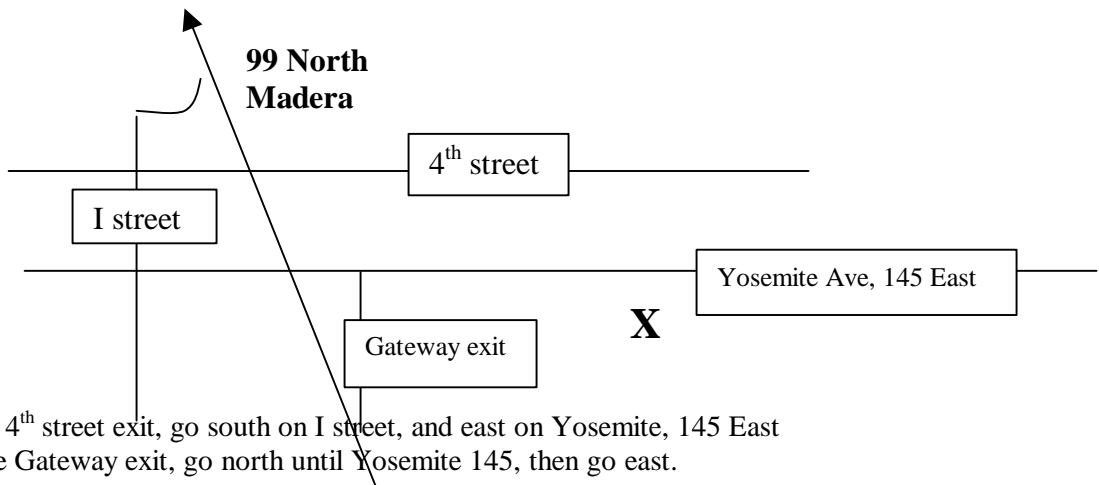 99 North
Madera
4th street
I street
Yosemite Ave, 145 East
X
Gateway exit
4th street exit, go south on I street, and east on Yosemite, 145 East
Gateway exit, go north until Yosemite 145, then go east.